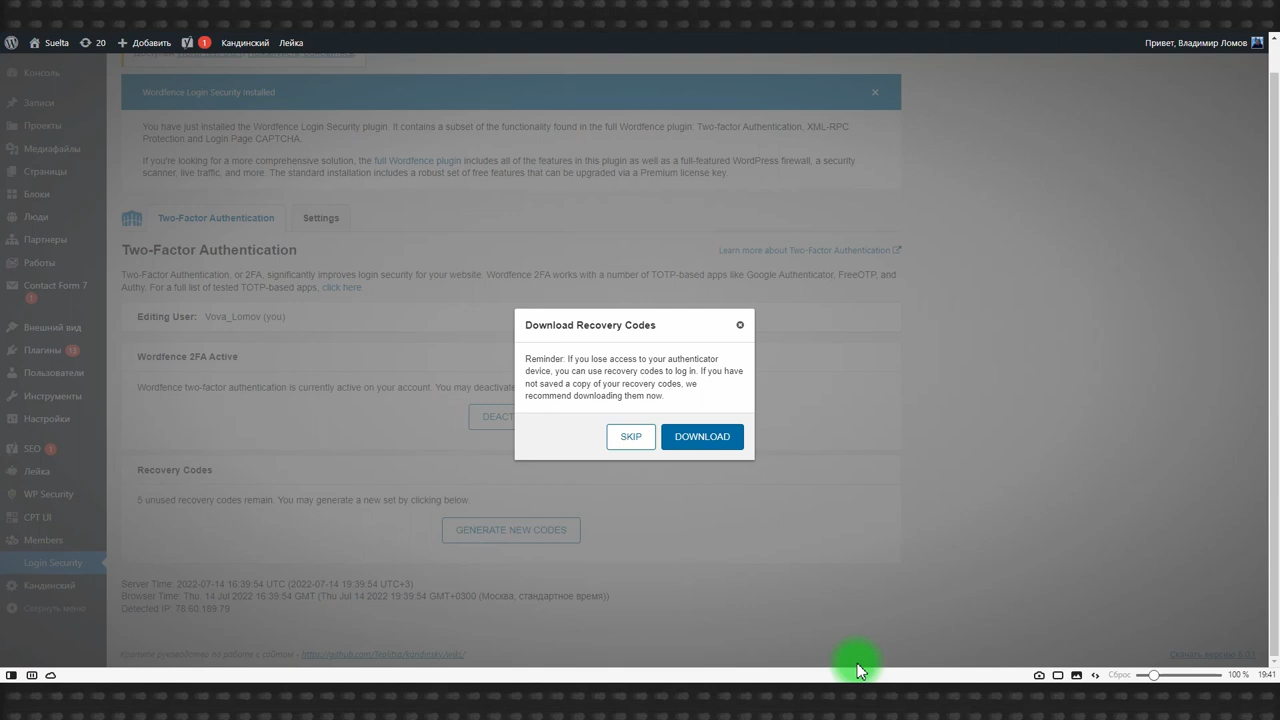 Suelta 20 Добавить 1 Кандинский Лейка Привет, Владимир Ломов
Консоль
Записи
Проекты
Медиафайлы
Страницы
Блоки
Люди
Партнеры
Работы
Contact Form 7
1
Внешний вид
Плагины 13
Пользователи
Инструменты
Настройки
SEO 1
Лейка
WP Security
CPT UI
Members
Login Security
Кандинский
Свернуть меню
Wordfence Login Security Installed
You have just installed the Wordfence Login Security plugin. It contains a subset of the functionality found in the full Wordfence plugin: Two-factor Authentication, XML-RPC
Protection and Login Page CAPTCHA.
If you're looking for a more comprehensive solution, the full Wordfence plugin includes all of the features in this plugin as well as a full-featured WordPress firewall, a security
scanner, live traffic, and more. The standard installation includes a robust set of free features that can be upgraded via a Premium license key.
Two-Factor Authentication Settings
Two-Factor Authentication Learn more about Two-Factor Authentication
Two-Factor Authentication, or 2FA, significantly improves login security for your website. Wordfence 2FA works with a number of TOTP-based apps like Google Authenticator, FreeOTP, and
Authy. For a full list of tested TOTP-based apps, click here.
Editing User: Vova_Lomov (you)
Wordfence 2FA Active
Wordfence two-factor authentication is currently active on your account. You may deactivate
DEACT
Recovery Codes
5 unused recovery codes remain. You may generate a new set by clicking below.
GENERATE NEW CODES
Server Time: 2022-07-14 16:39:54 UTC (2022-07-14 19:39:54 UTC+3)
Browser Time: Thu, 14 Jul 2022 16:39:54 GMT (Thu Jul 14 2022 19:39:54 GMT+0300 (Москва, стандартное время))
Detected IP: 78.60.189.79
Краткое руководство по работе с сайтом -
Скачать версию 6.0.1
Download Recovery Codes
Reminder: If you lose access to your authenticator
device, you can use recovery codes to log in. If you have
not saved a copy of your recovery codes, we
recommend downloading them now.
SKIP DOWNLOAD
Сброс 100 % 19:41